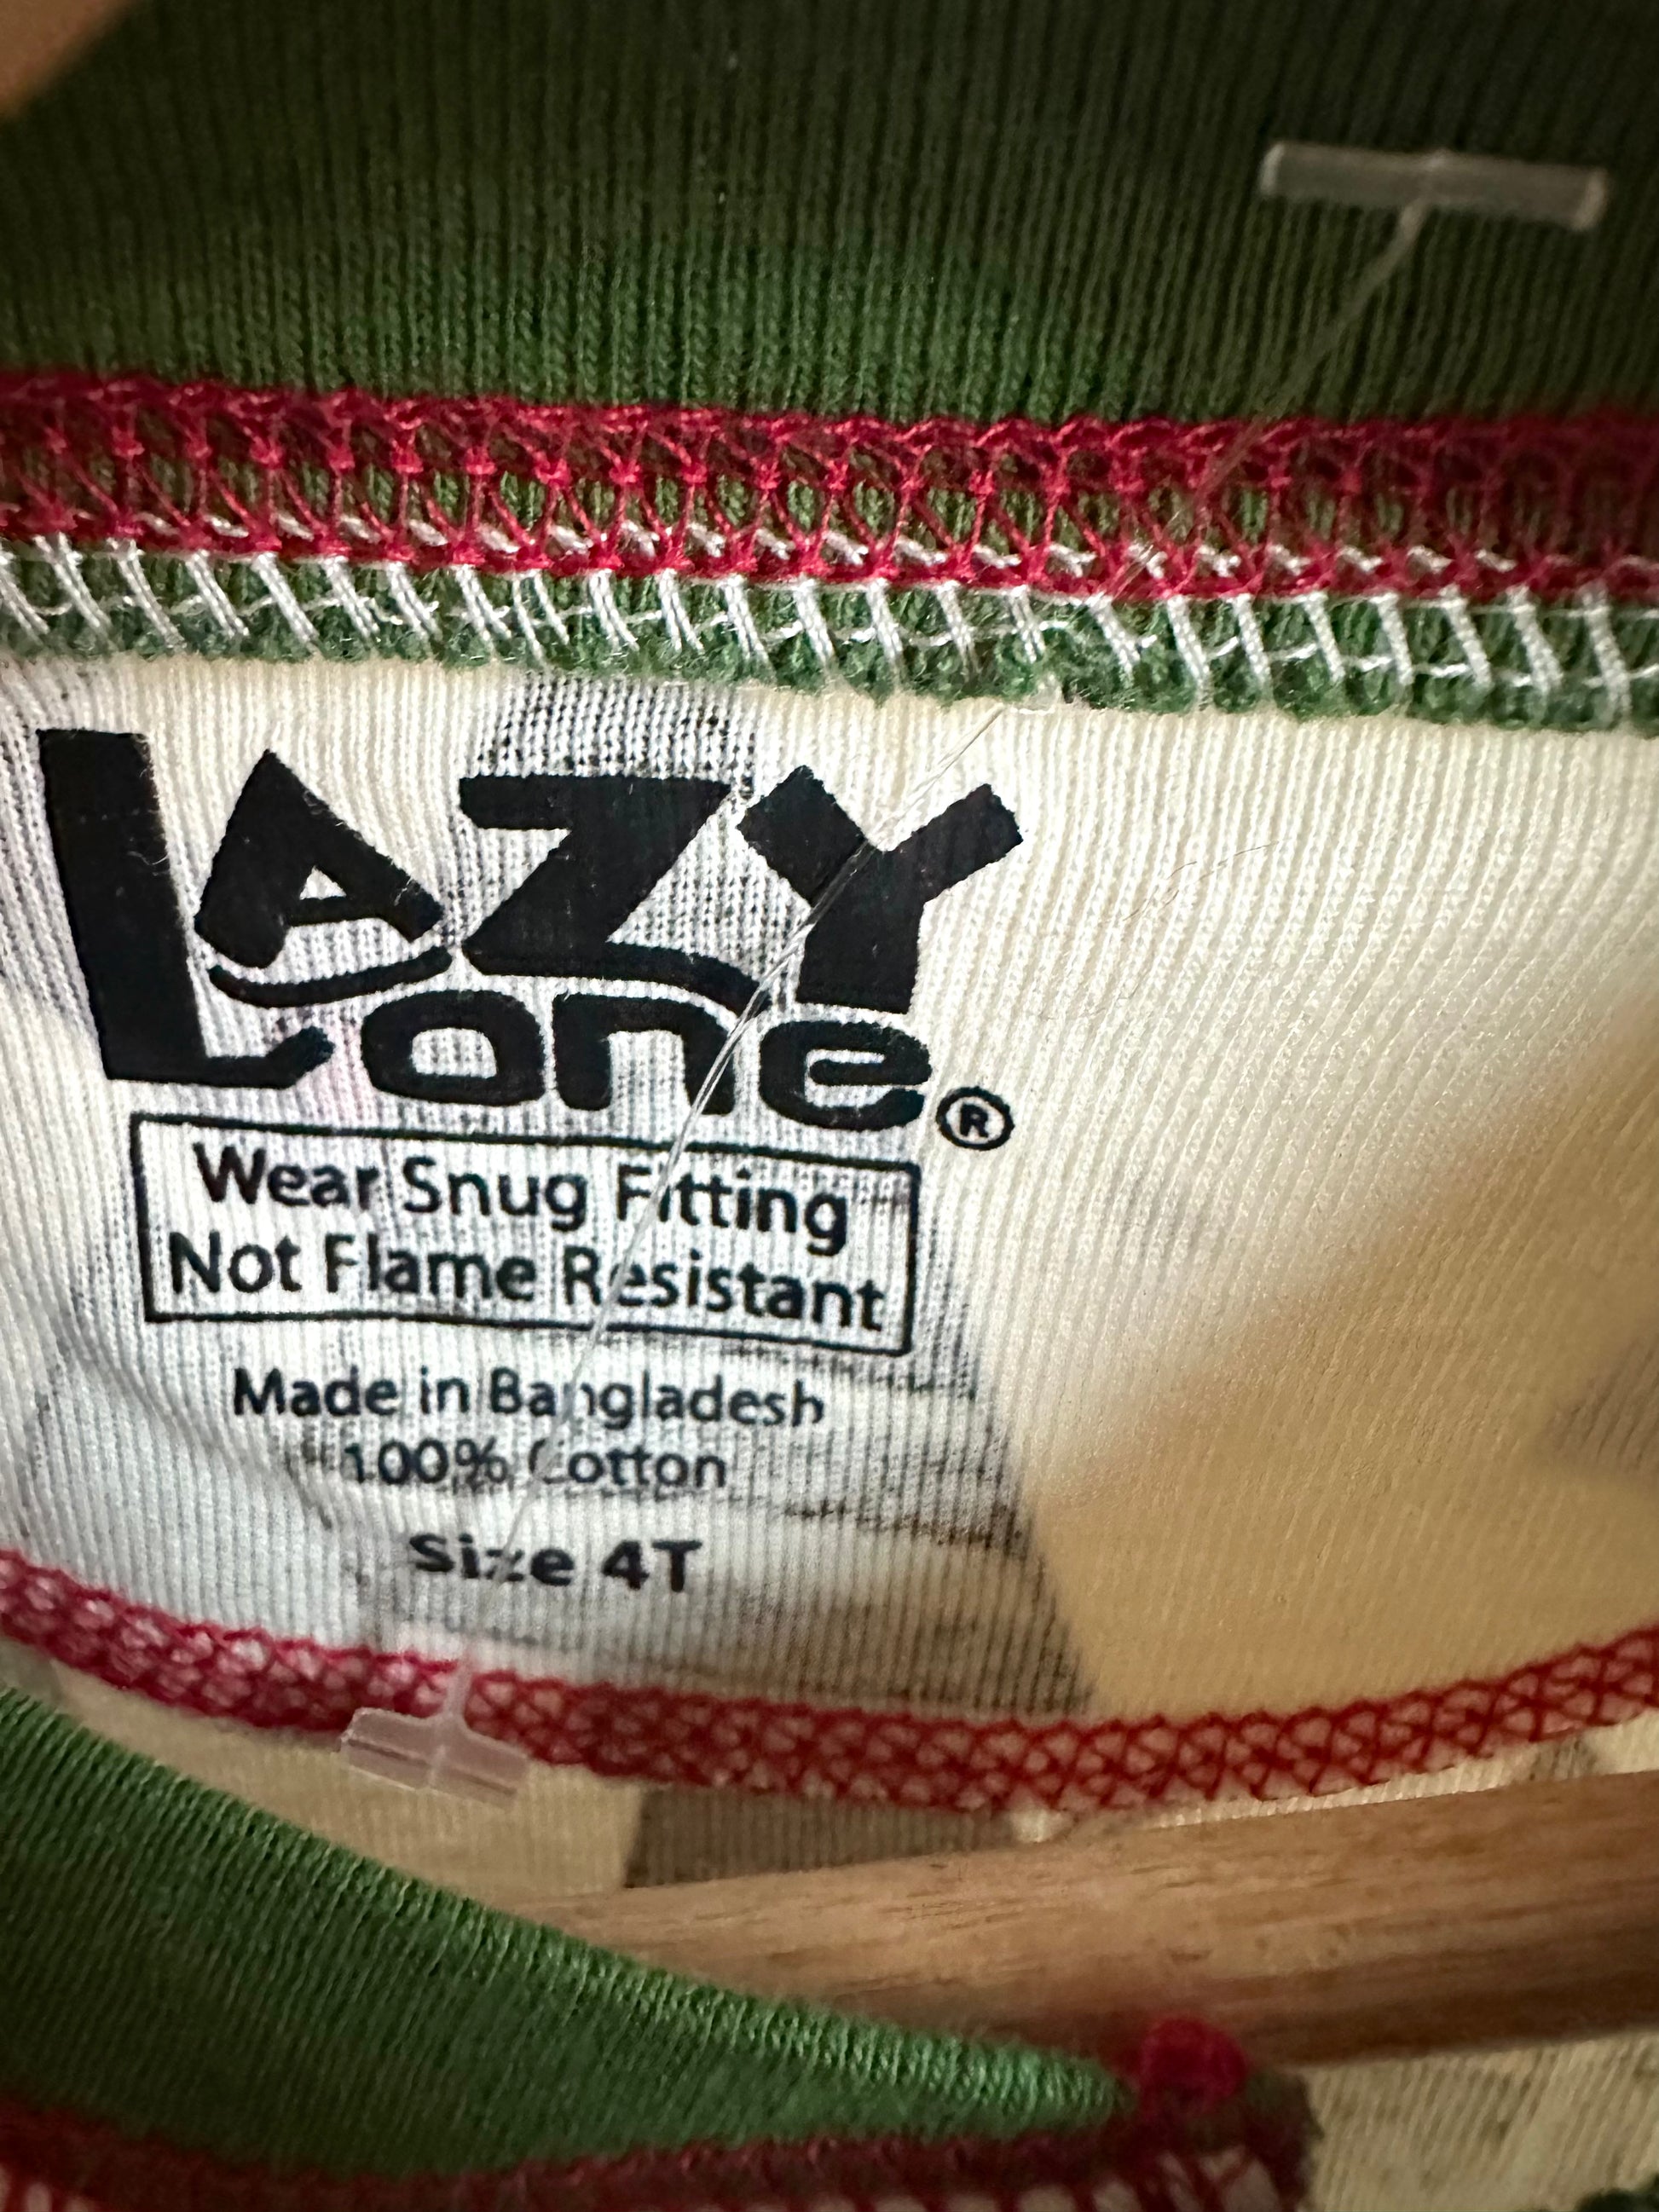 LAZY
one®
Wear Snug Fitting
Not Flame Resistant
Made in Bangladesh
100% Cotton
Size 4T